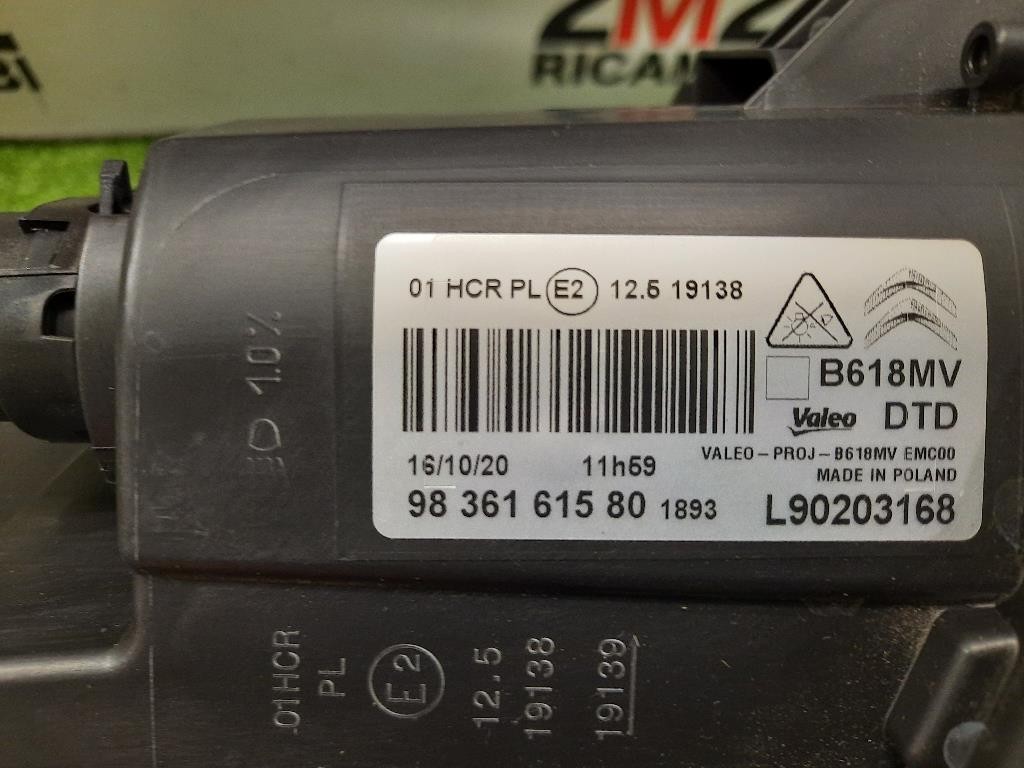 2M2
RICAM
01 HCR PL E2 12.5 19138
B618MV
Valeo DTD
VALEO-PROJ-B618MV EMC00
16/10/20 11h59
MADE IN POLAND
98 361 615 80 1893 L90203168
1.0%
01HCR
PL
E2
12.5
19138
19139